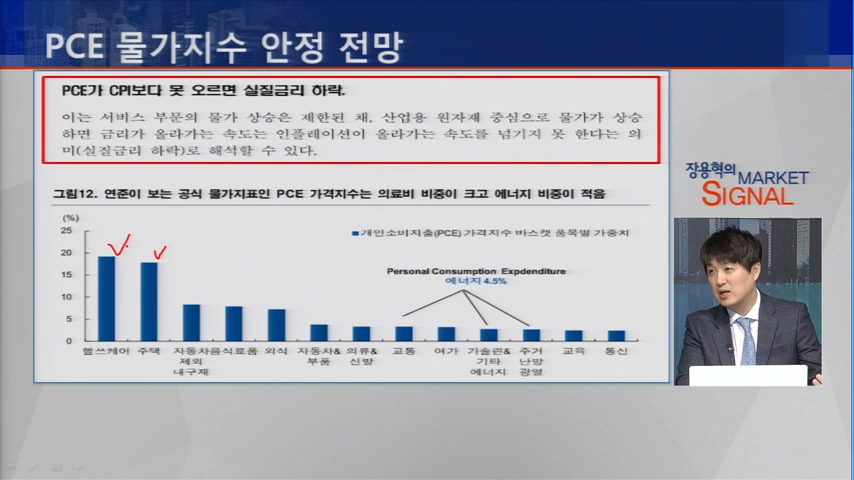 PCE 물가지수 안정 전망
PCE가 CPI보다 못 오르면 실질금리 하락.
이는 서비스 부문의 물가 상승은 제한된 채, 산업용 원자재 중심으로 물가가 상승
하면 금리가 올라가는 속도는 인플레이션이 올라가는 속도를 넘기지 못 한다는 의
미(실질금리 하락)로 해석할 수 있다.
그림12. 연준이 보는 공식 물가지표인 PCE 가격지수는 의료비 비중이 크고 에너지 비중이 적음
(%)
25
20
15
10
5
0
■개인소비지출(PCE) 가격지수 바스켓 품목별 가중치
Personal Consumption Expdenditure
에너지 4.5%
헬쓰케어 주택 자동차 제외 내구재 음식료품 외식 자동차& 부품 의류& 신발 교통 여가 가솔린& 기타 에너지 주거 난방 광열 교육 통신
장용혁의
MARKET
SIGNAL